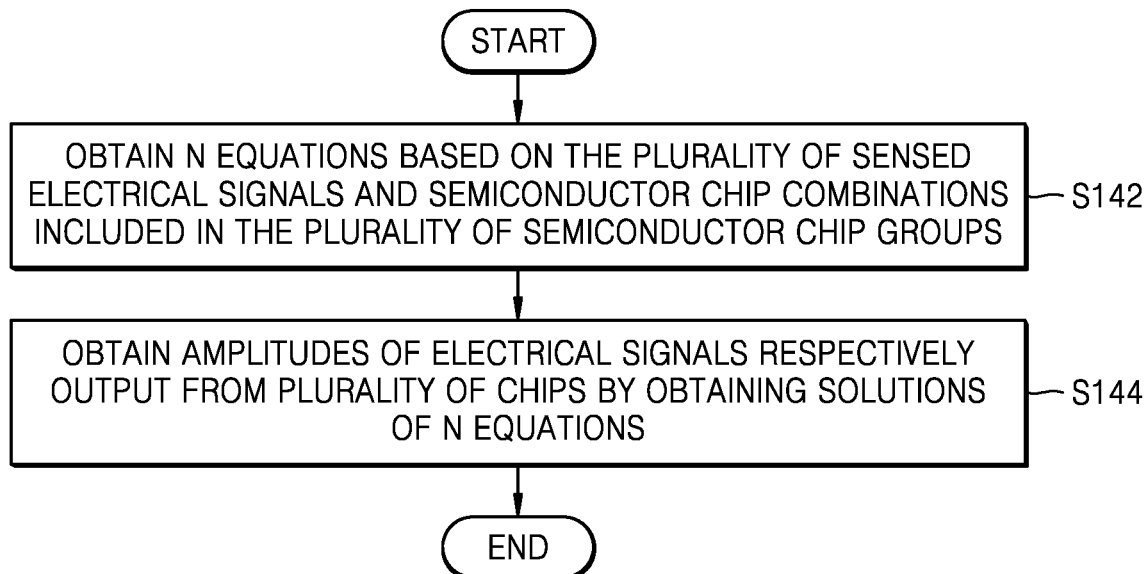 START
OBTAIN N EQUATIONS BASED ON THE PLURALITY OF SENSED
ELECTRICAL SIGNALS AND SEMICONDUCTOR CHIP COMBINATIONS
INCLUDED IN THE PLURALITY OF SEMICONDUCTOR CHIP GROUPS
S142
OBTAIN AMPLITUDES OF ELECTRICAL SIGNALS RESPECTIVELY
OUTPUT FROM PLURALITY OF CHIPS BY OBTAINING SOLUTIONS
OF N EQUATIONS
S144
END